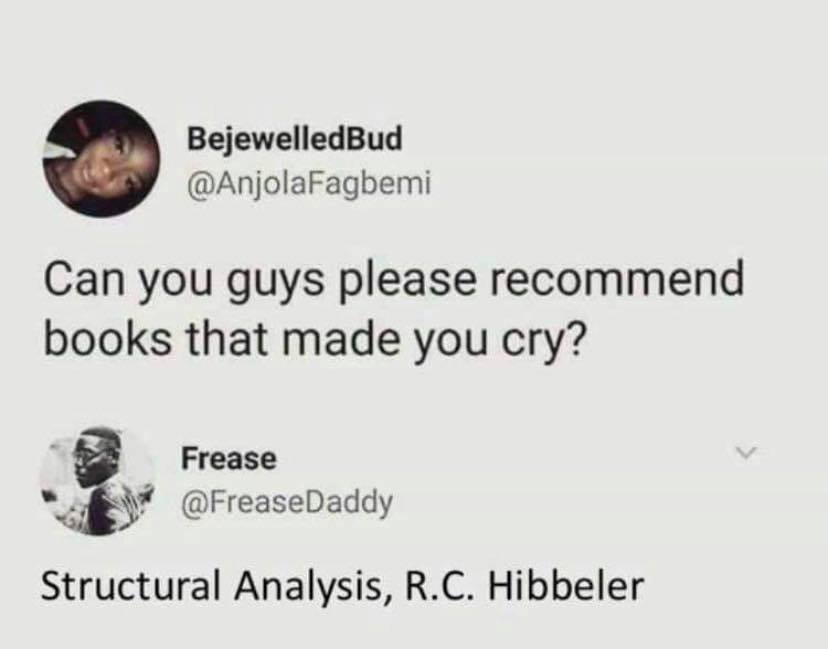 BejewelledBud
@AnjolaFagbemi
Can you guys please recommend
books that made you cry?
Frease
@FreaseDaddy
Structural Analysis, R.C. Hibbeler